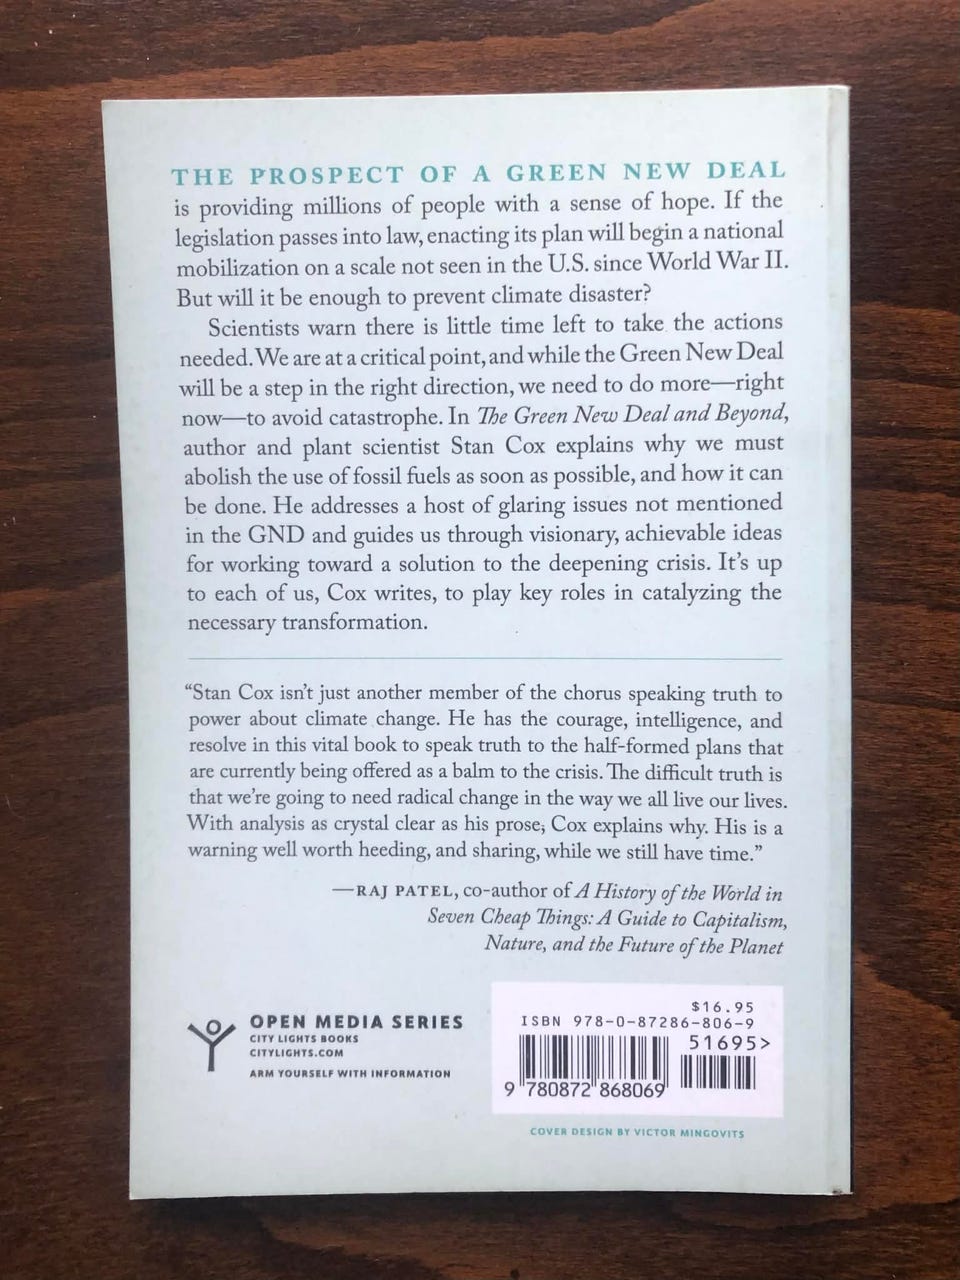 THE PROSPECT OF A GREEN NEW DEAL
is providing millions of people with a sense of hope. If the
legislation passes into law, enacting its plan will begin a national
mobilization on a scale not seen in the U.S. since World War II.
But will it be enough to prevent climate disaster?
Scientists warn there is little time left to take the actions
needed. We are at a critical point, and while the Green New Deal
will be a step in the right direction, we need to do more—right
now—to avoid catastrophe. In The Green New Deal and Beyond,
author and plant scientist Stan Cox explains why we must
abolish the use of fossil fuels as soon as possible, and how it can
be done. He addresses a host of glaring issues not mentioned
in the GND and guides us through visionary, achievable ideas
for working toward a solution to the deepening crisis. It’s up
to each of us, Cox writes, to play key roles in catalyzing the
necessary transformation.
“Stan Cox isn’t just another member of the chorus speaking truth to
power about climate change. He has the courage, intelligence, and
resolve in this vital book to speak truth to the half-formed plans that
are currently being offered as a balm to the crisis. The difficult truth is
that we’re going to need radical change in the way we all live our lives.
With analysis as crystal clear as his prose; Cox explains why. His is a
warning well worth heeding, and sharing, while we still have time.”
—RAJ PATEL, co-author of A History of the World in
Seven Cheap Things: A Guide to Capitalism,
Nature, and the Future of the Planet
OPEN MEDIA SERIES
CITY LIGHTS BOOKS
CITYLIGHTS.COM
ARM YOURSELF WITH INFORMATION
$16.95
ISBN 978-0-87286-806-9
51695>
9 780872 868069
COVER DESIGN BY VICTOR MINGOVITS